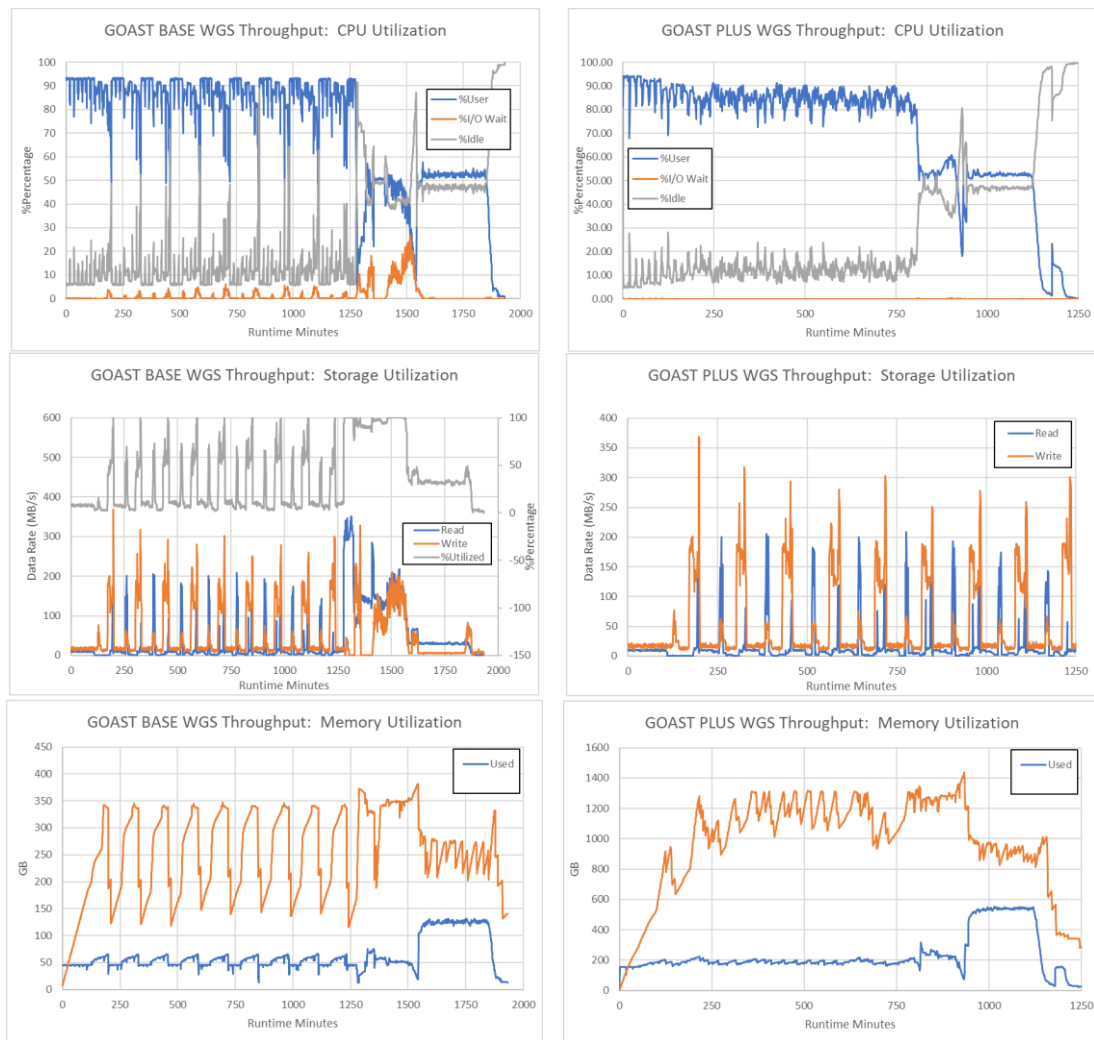 GOAST BASE WGS Throughput: CPU Utilization
100
90
80
70
60
50
40
30
20
10
0
%Percentage
%User
%I/O Wait
%Idle
0 250 500 750 1000 1250 1500 1750 2000
Runtime Minutes
GOAST PLUS WGS Throughput: CPU Utilization
100.00
90.00
80.00
70.00
60.00
50.00
40.00
30.00
20.00
10.00
0.00
%Percentage
%User
%I/O Wait
%Idle
0 250 500 750 1000 1250
Runtime Minutes
GOAST BASE WGS Throughput: Storage Utilization
600
500
400
300
200
100
0
Data Rate (MB/s)
100
50
0
-50
-100
-150
%Percentage
Read
Write
%Utilized
0 250 500 750 1000 1250 1500 1750 2000
Runtime Minutes
GOAST PLUS WGS Throughput: Storage Utilization
400
350
300
250
200
150
100
50
0
Data Rate (MB/s)
Read
Write
0 250 500 750 1000 1250
Runtime Minutes
GOAST BASE WGS Throughput: Memory Utilization
450
400
350
300
250
200
150
100
50
0
GB
Used
0 250 500 750 1000 1250 1500 1750 2000
Runtime Minutes
GOAST PLUS WGS Throughput: Memory Utilization
1600
1400
1200
1000
800
600
400
200
0
GB
Used
0 250 500 750 1000 1250
Runtime Minutes